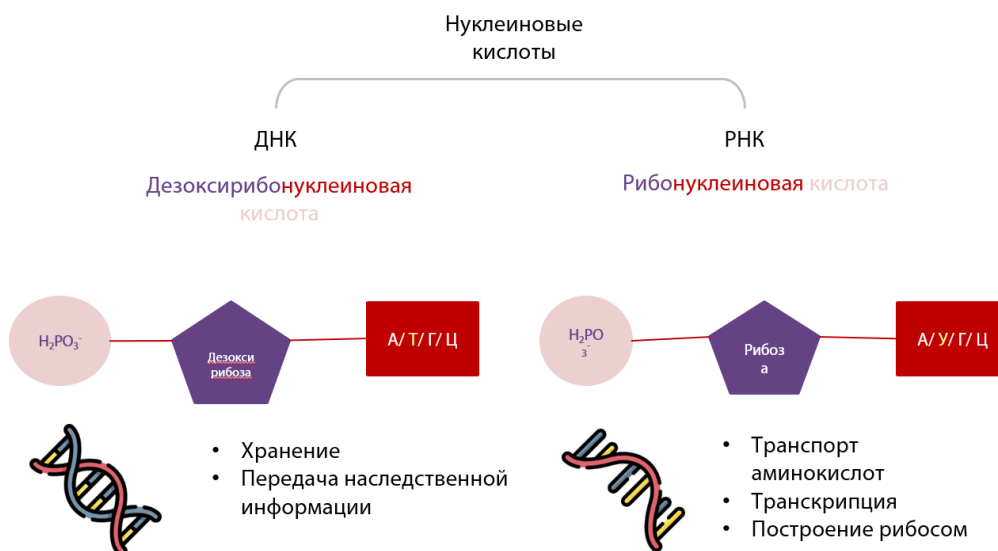 Нуклеиновые
кислоты
ДНК
Дезоксирибонуклеиновая
кислота
H₂PO₃⁻
Дезокси
рибоза
А/ Т/ Г/ Ц
• Хранение
• Передача наследственной
информации
РНК
Рибонуклеиновая кислота
H₂PO
₃⁻
Рибоз
а
А/ У/ Г/ Ц
• Транспорт
аминокислот
• Транскрипция
• Построение рибосом